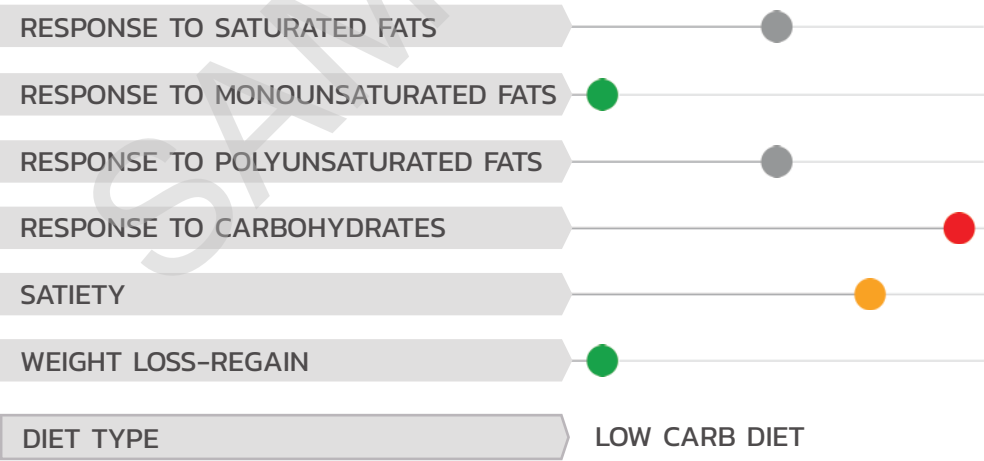 RESPONSE TO SATURATED FATS
RESPONSE TO MONOUNSATURATED FATS
RESPONSE TO POLYUNSATURATED FATS
RESPONSE TO CARBOHYDRATES
SATIETY
WEIGHT LOSS-REGAIN
DIET TYPE LOW CARB DIET
SAM